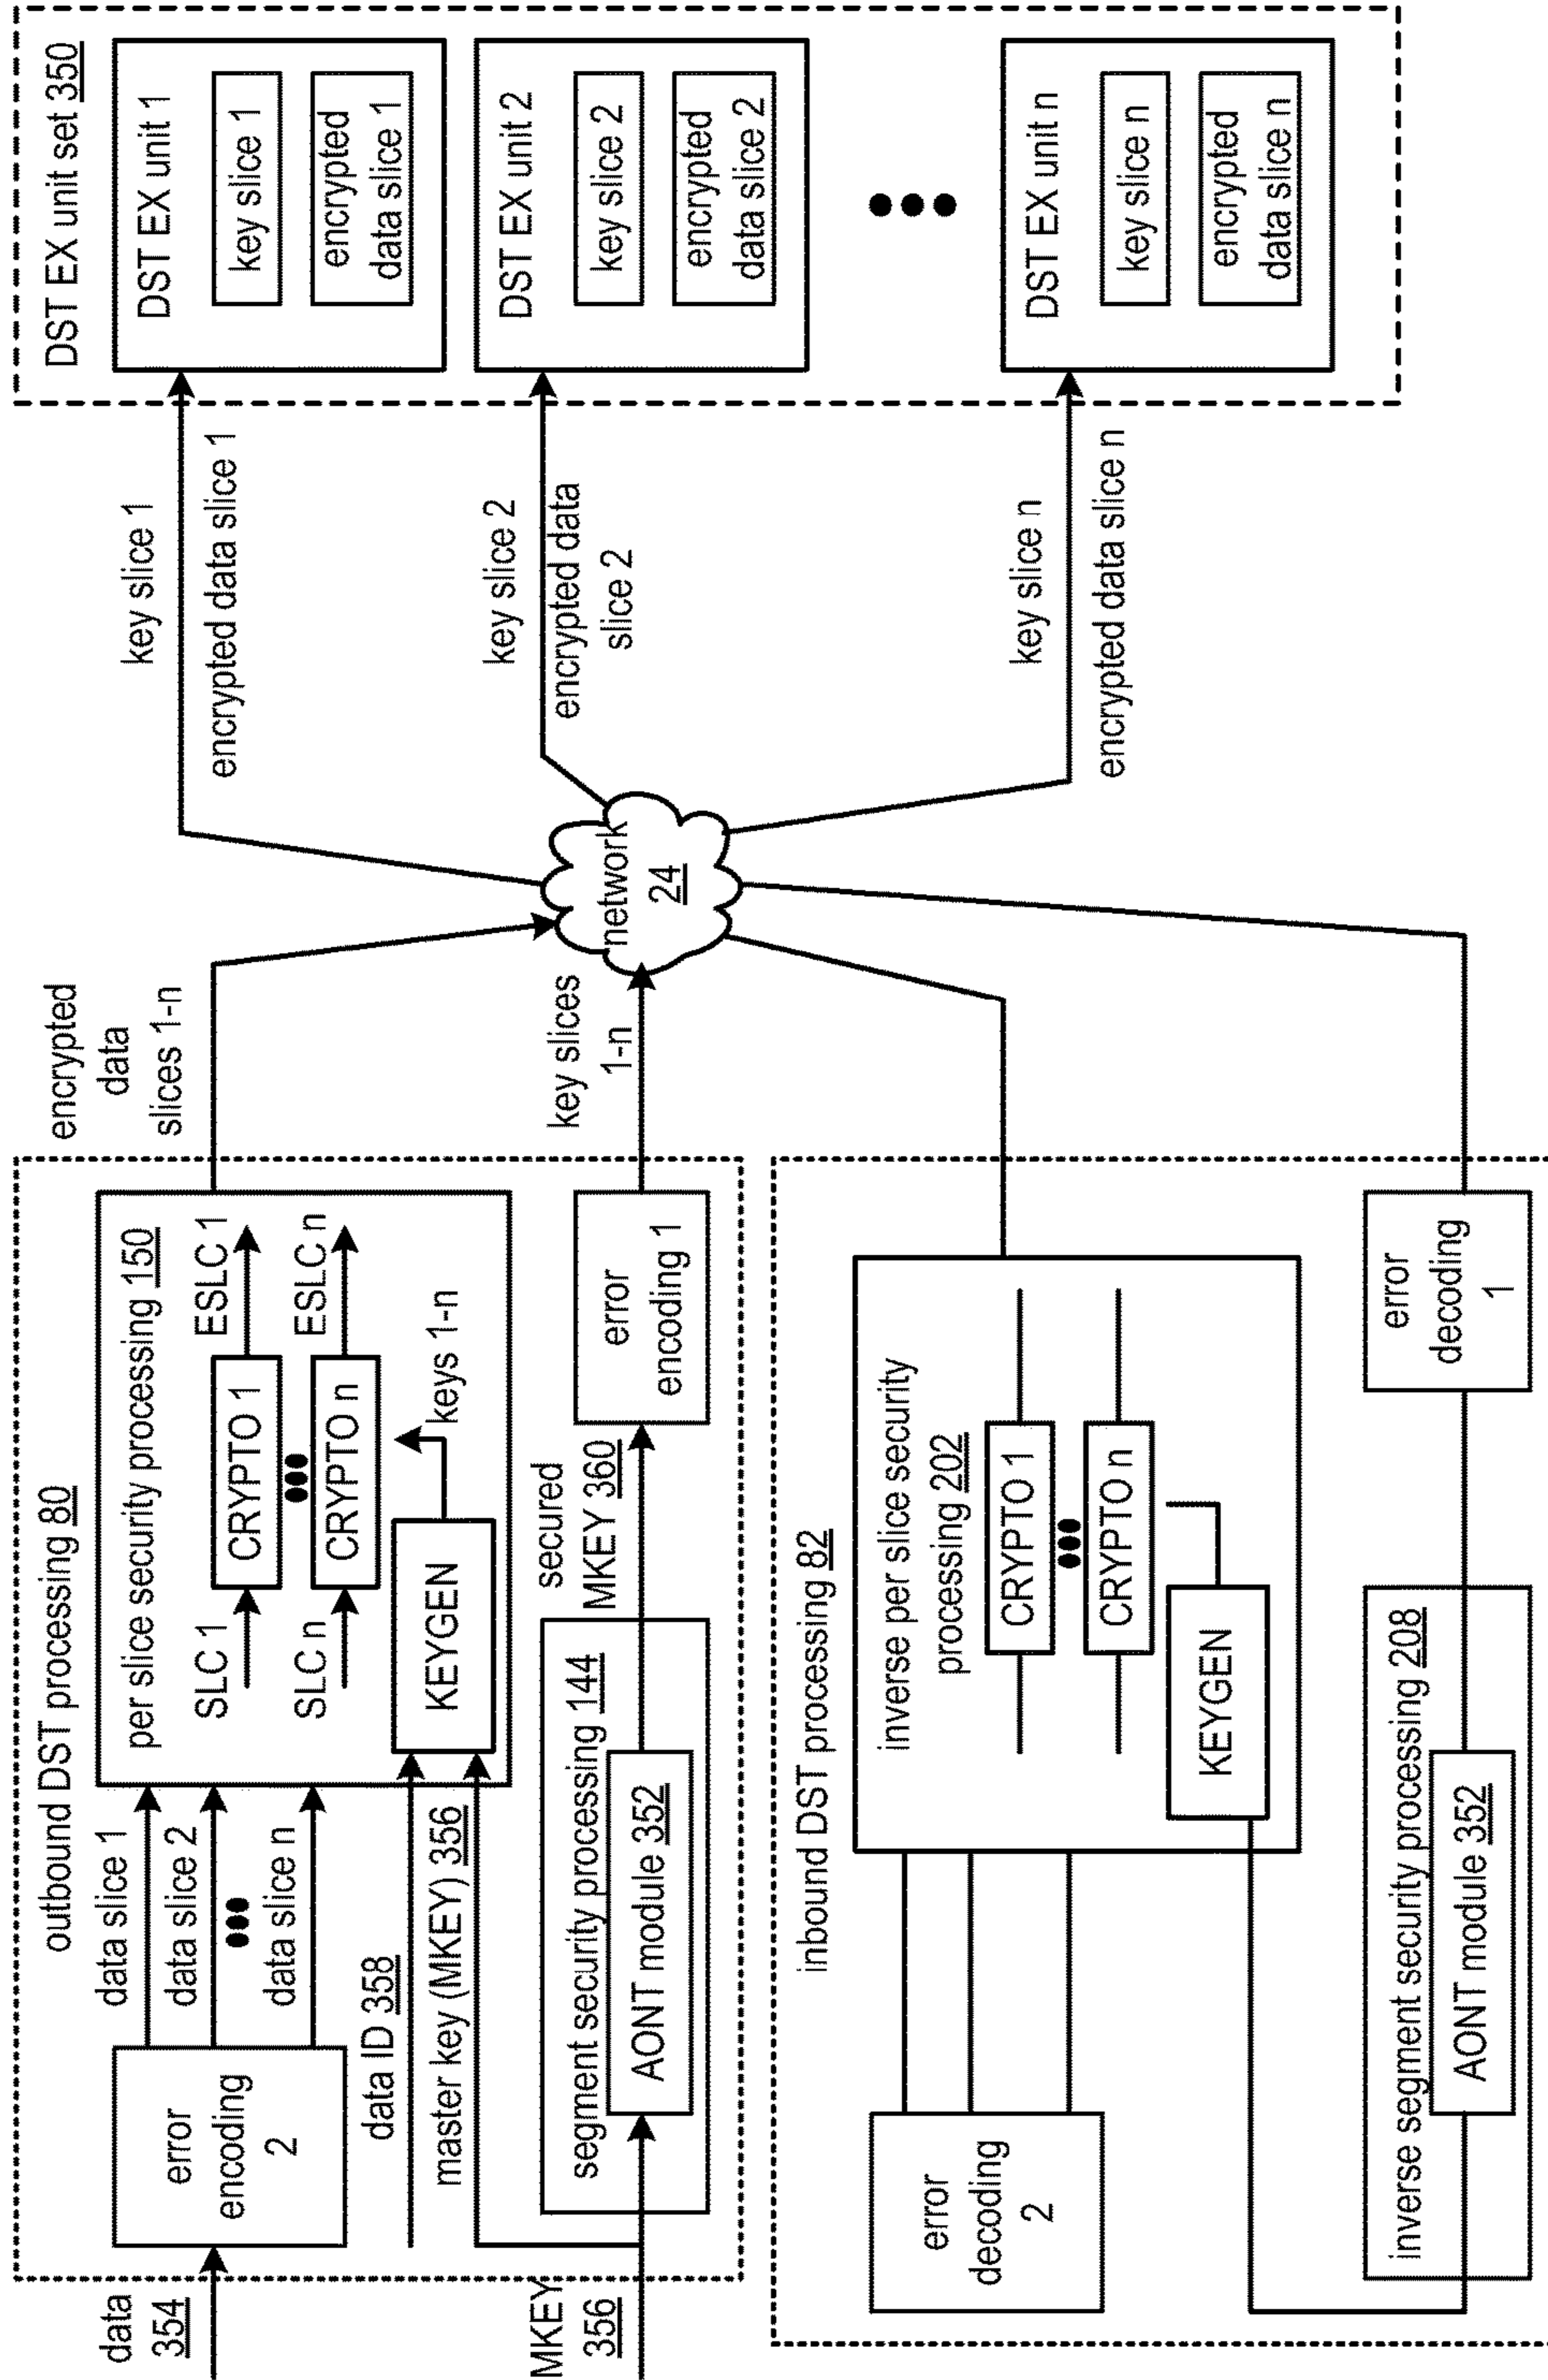 data
354
MKEY
356
outbound DST processing 80
error
encoding
2
data slice 1
data slice 2
data slice n
data ID 358
master key (MKEY) 356
per slice security processing 150
SLC 1
CRYPTO 1
ESLC 1
SLC n
CRYPTO n
ESLC n
KEYGEN
keys 1-n
segment security processing 144
AONT module 352
secured
MKEY 360
error
encoding 1
encrypted
data
slices 1-n
key slices
1-n
network
24
key slice 1
encrypted data slice 1
key slice 2
encrypted data
slice 2
key slice n
encrypted data slice n
DST EX unit set 350
DST EX unit 1
key slice 1
encrypted
data slice 1
DST EX unit 2
key slice 2
encrypted
data slice 2
DST EX unit n
key slice n
encrypted
data slice n
inbound DST processing 82
error
decoding
2
inverse per slice security
processing 202
CRYPTO 1
CRYPTO n
KEYGEN
inverse segment security processing 208
AONT module 352
error
decoding
1